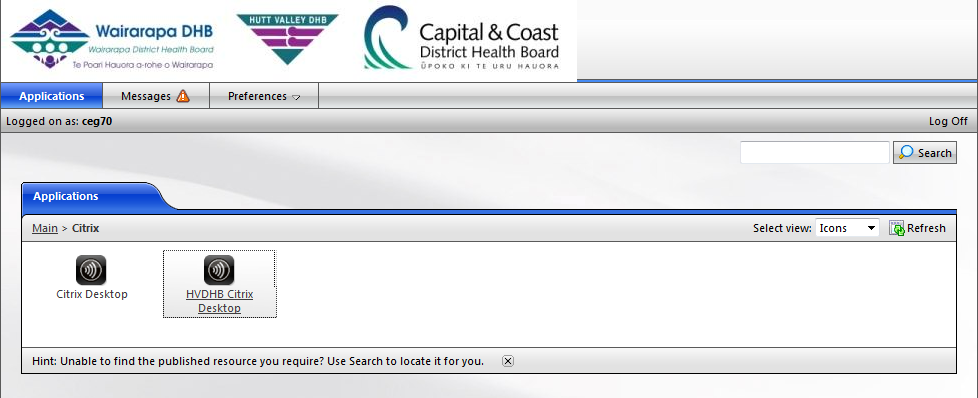 Wairarapa DHB
Wairarapa District Health Board
Te Poari Hauora a-rohe o Wairarapa
HUTT VALLEY DHB
Capital & Coast
District Health Board
ŪPOKO KI TE URU HAUORA
Applications
Messages
Preferences
Logged on as: ceg70
Log Off
Search
Applications
Main > Citrix
Select view:
Icons
Refresh
Citrix Desktop
HVDHB Citrix
Desktop
Hint: Unable to find the published resource you require? Use Search to locate it for you.